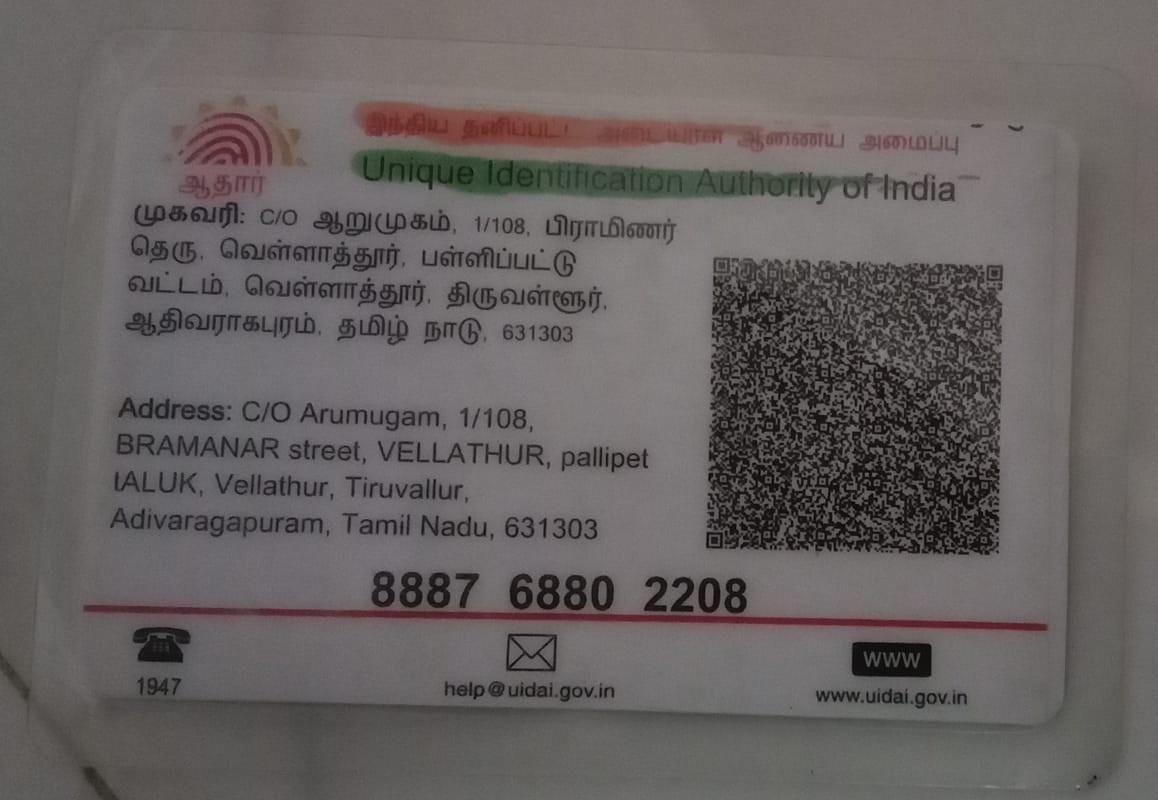 இந்திய தனிப்பட்ட அடையாள ஆணைய அமைப்பு
Unique Identification Authority of India
ஆதார்
முகவரி: C/O ஆறுமுகம், 1/108, பிராமிணர்
தெரு, வெள்ளாத்தூர், பள்ளிப்பட்டு
வட்டம், வெள்ளாத்தூர், திருவள்ளூர்,
ஆதிவராகபுரம், தமிழ் நாடு, 631303
Address: C/O Arumugam, 1/108,
BRAMANAR street, VELLATHUR, pallipet
tALUK, Vellathur, Tiruvallur,
Adivaragapuram, Tamil Nadu, 631303
8887 6880 2208
1947
help@uidai.gov.in
www
www.uidai.gov.in